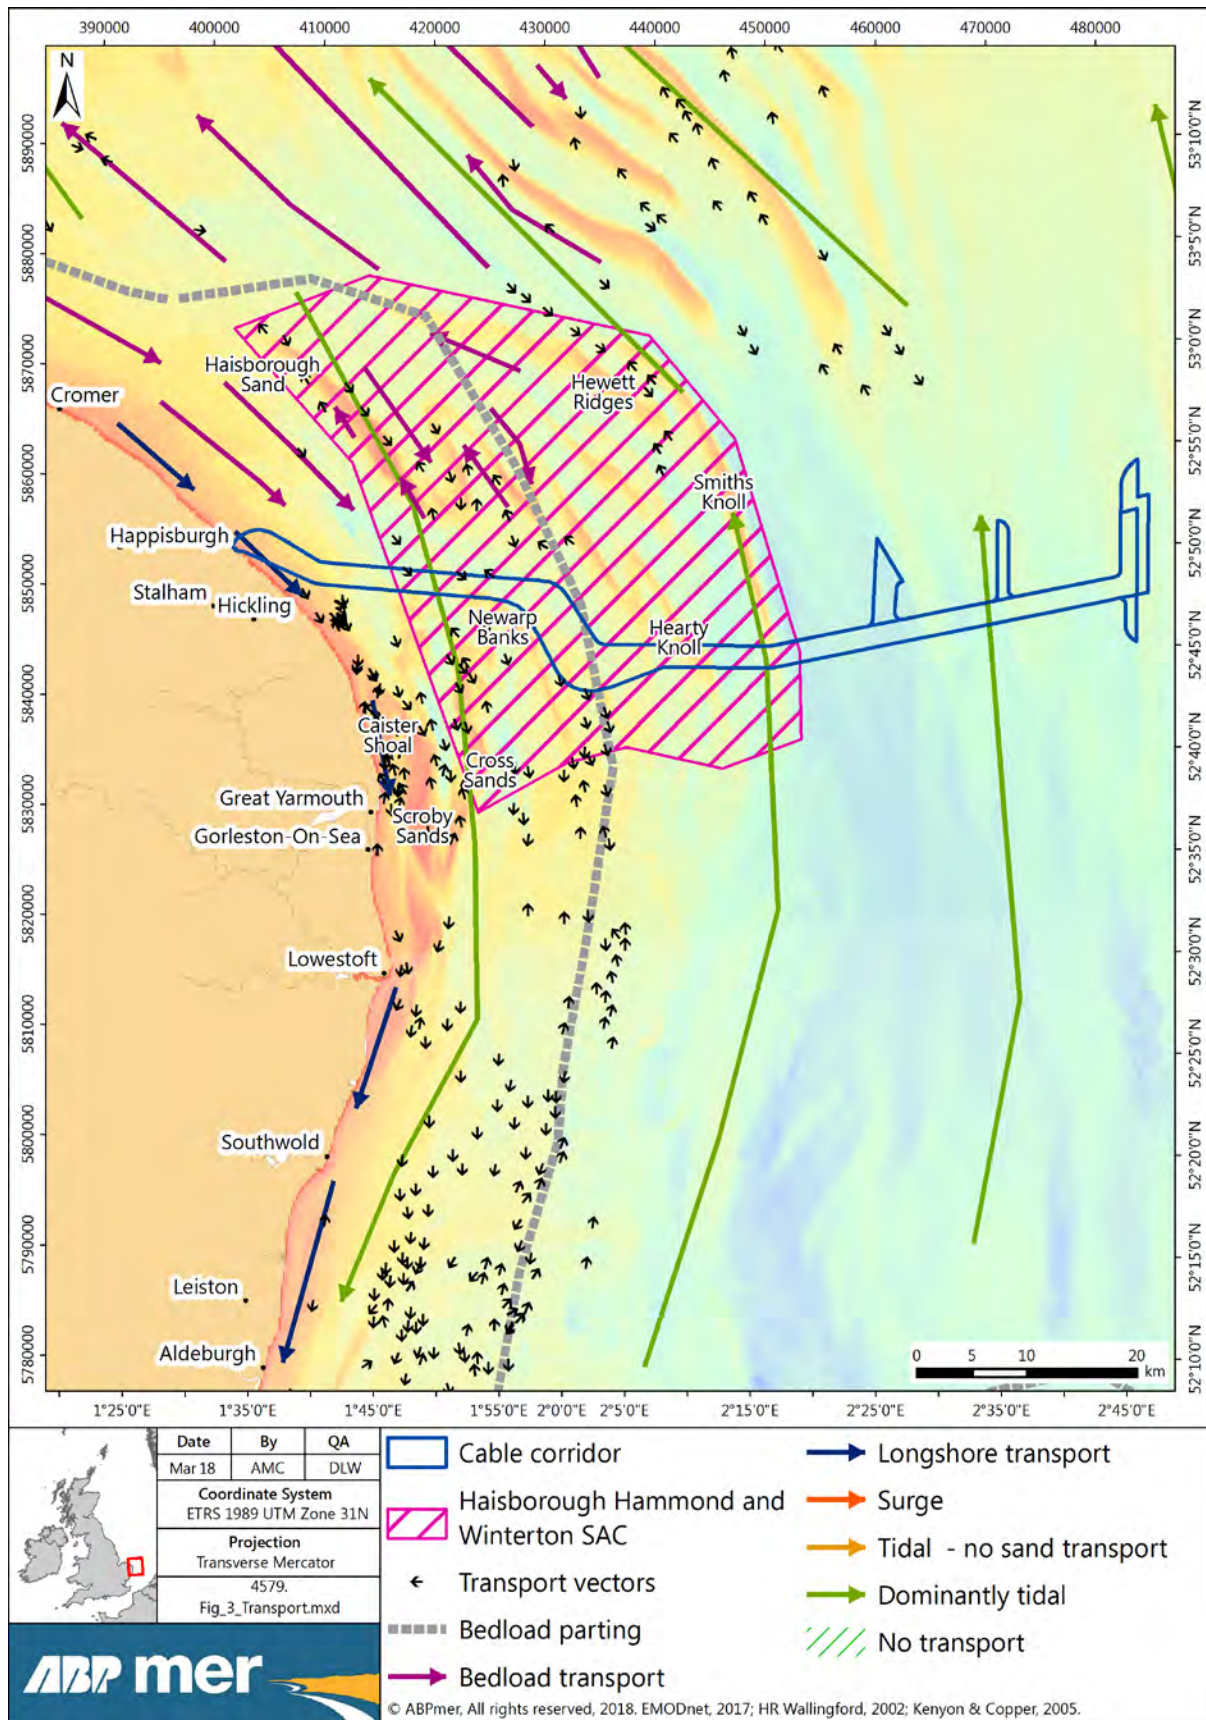 390000 400000 410000 420000 430000 440000 450000 460000 470000 480000
N
5890000
5880000
5870000
5860000
5850000
5840000
5830000
5820000
5810000
5800000
5790000
5780000
53°10'0"N
53°5'0"N
53°0'0"N
52°55'0"N
52°50'0"N
52°45'0"N
52°40'0"N
52°35'0"N
52°30'0"N
52°25'0"N
52°20'0"N
52°15'0"N
52°10'0"N
Haisborough
Sand
Cromer
Hewett
Ridges
Smiths
Knoll
Happisburgh
Stalham
Hickling
Newarp
Banks
Hearty
Knoll
Caister
Shoal
Cross
Sands
Great Yarmouth
Scroby
Sands
Gorleston-On-Sea
Lowestoft
Southwold
Leiston
Aldeburgh
0 5 10 20
km
1°25'0"E 1°35'0"E 1°45'0"E 1°55'0"E 2°0'0"E 2°5'0"E 2°15'0"E 2°25'0"E 2°35'0"E 2°45'0"E
Date By QA
Mar 18 AMC DLW
Coordinate System
ETRS 1989 UTM Zone 31N
Projection
Transverse Mercator
4579.
Fig_3_Transport.mxd
ABPmer
Cable corridor
Haisborough Hammond and
Winterton SAC
Transport vectors
Bedload parting
Bedload transport
Longshore transport
Surge
Tidal - no sand transport
Dominantly tidal
No transport
© ABPmer, All rights reserved, 2018. EMODnet, 2017; HR Wallingford, 2002; Kenyon & Copper, 2005.